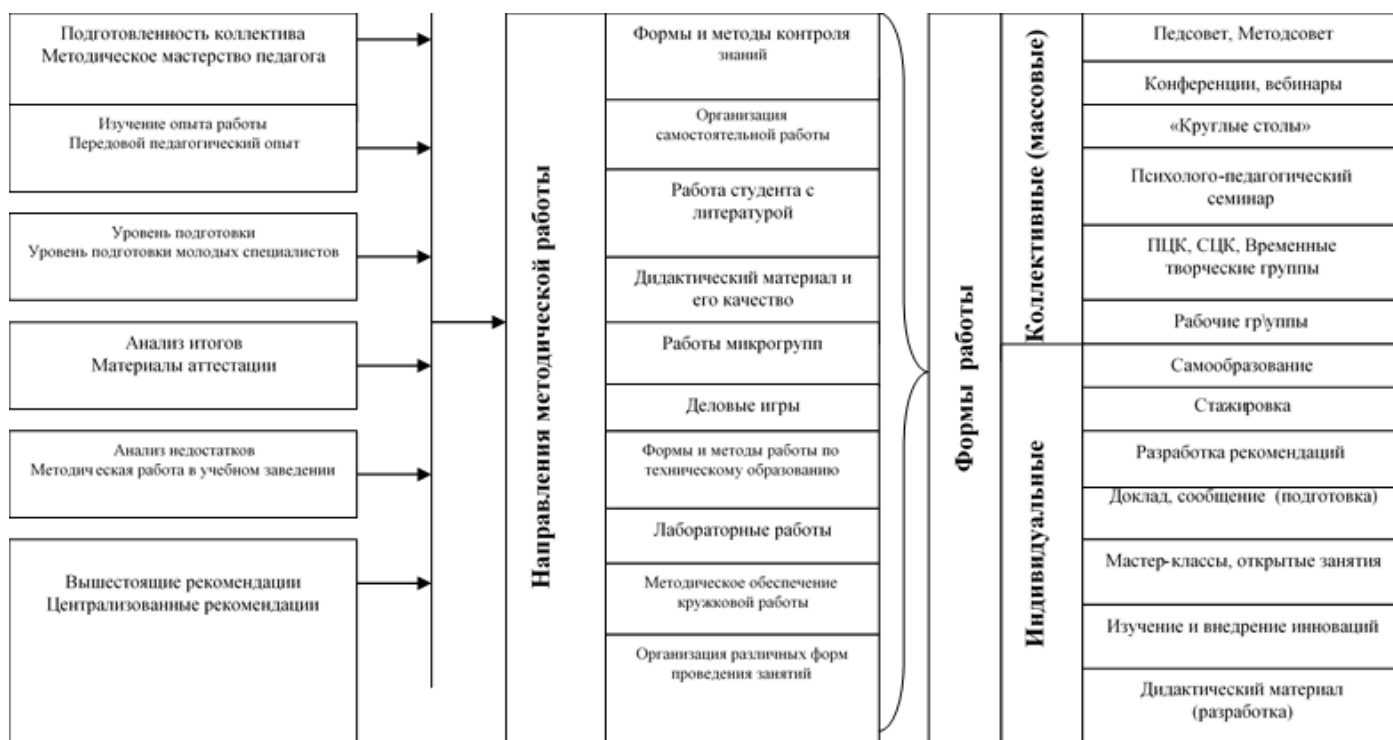 Подготовленность коллектива
Методическое мастерство педагога
Изучение опыта работы
Передовой педагогический опыт
Уровень подготовки
Уровень подготовки молодых специалистов
Анализ итогов
Материалы аттестации
Анализ недостатков
Методическая работа в учебном заведении
Вышестоящие рекомендации
Централизованные рекомендации
Направления методической работы
Формы и методы контроля
знаний
Организация
самостоятельной работы
Работа студента с
литературой
Дидактический материал и
его качество
Работы микрогрупп
Деловые игры
Формы и методы работы по
техническому образованию
Лабораторные работы
Методическое обеспечение
кружковой работы
Организация различных форм
проведения занятий
Формы работы
Коллективные (массовые)
Педсовет, Методсовет
Конференции, вебинары
«Круглые столы»
Психолого-педагогический
семинар
ПЦК, СЦК, Временные
творческие группы
Рабочие гр\уппы
Индивидуальные
Самообразование
Стажировка
Разработка рекомендаций
Доклад, сообщение (подготовка)
Мастер-классы, открытые занятия
Изучение и внедрение инноваций
Дидактический материал
(разработка)